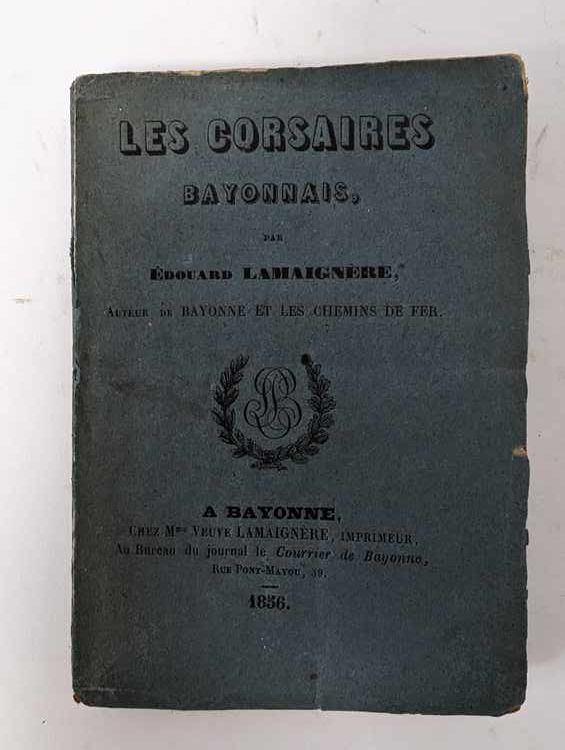 LES CORSAIRES
BAYONNAIS,
PAR
ÉDOUARD LAMAIGNÈRE,
AUTEUR DE BAYONNE ET LES CHEMINS DE FER.
A BAYONNE,
CHEZ Mme VEUVE LAMAIGNÈRE, IMPRIMEUR,
Au Bureau du journal le Courrier de Bayonne,
RUE PONT-MAYOU, 39.
1856.